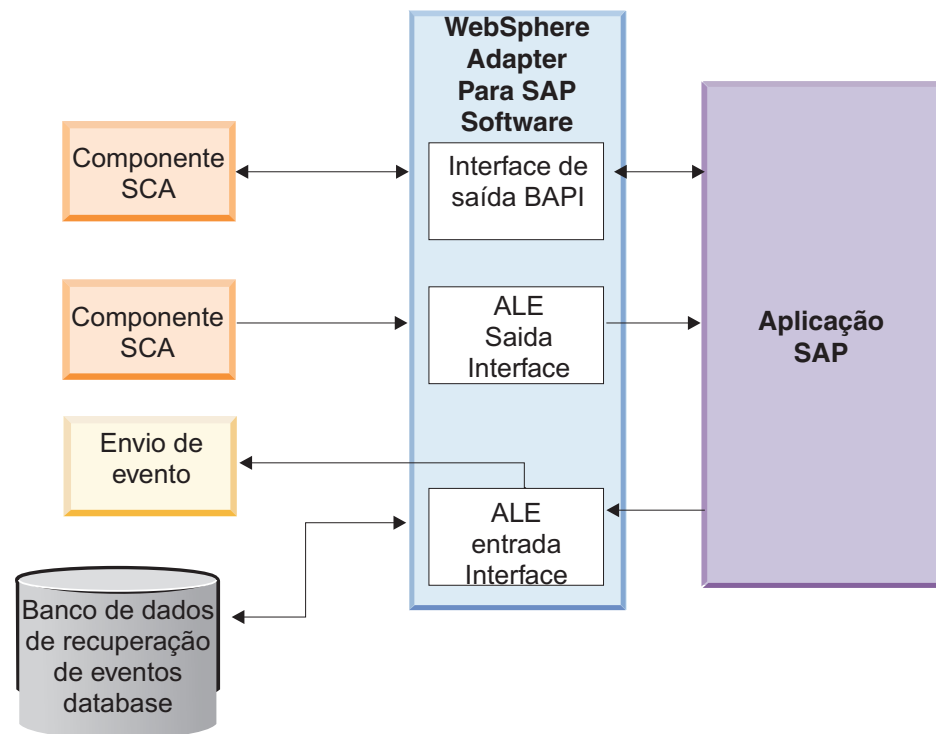 WebSphere
Adapter
Para SAP
Software
Componente
SCA
Interface de
saída BAPI
Componente
SCA
ALE
Saida
Interface
Aplicação
SAP
Envio de
evento
ALE
entrada
Interface
Banco de dados
de recuperação
de eventos
database